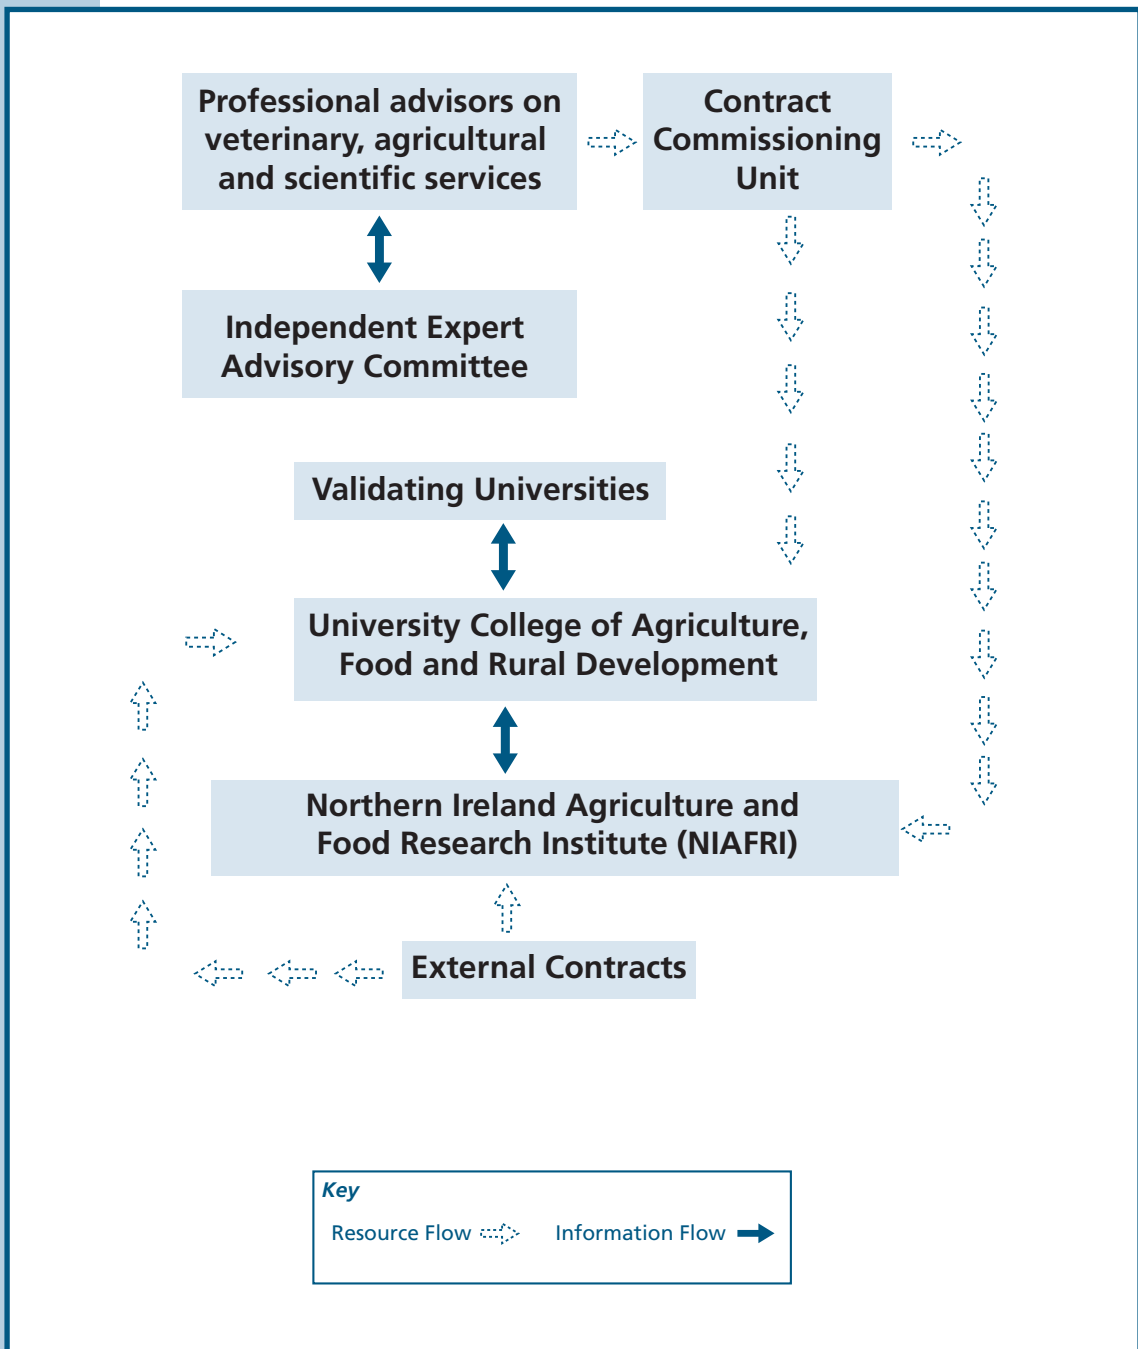 Professional advisors on
veterinary, agricultural
and scientific services
Contract
Commissioning
Unit
Independent Expert
Advisory Committee
Validating Universities
University College of Agriculture,
Food and Rural Development
Northern Ireland Agriculture and
Food Research Institute (NIAFRI)
External Contracts
Key
Resource Flow
Information Flow